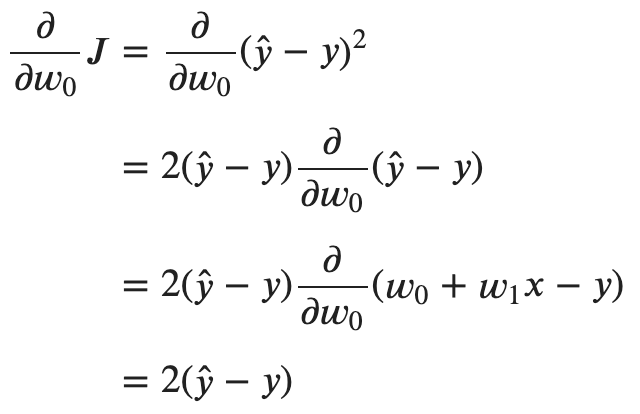 ∂/∂w₀ J = ∂/∂w₀ (ŷ − y)²
= 2(ŷ − y) ∂/∂w₀ (ŷ − y)
= 2(ŷ − y) ∂/∂w₀ (w₀ + w₁x − y)
= 2(ŷ − y)